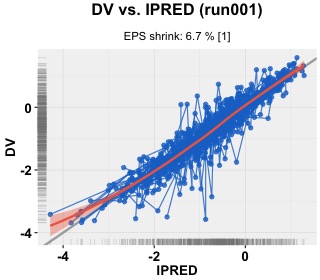 DV vs. IPRED (run001)
EPS shrink: 6.7 % [1]
0
-2
-4
DV
-4
-2
0
IPRED